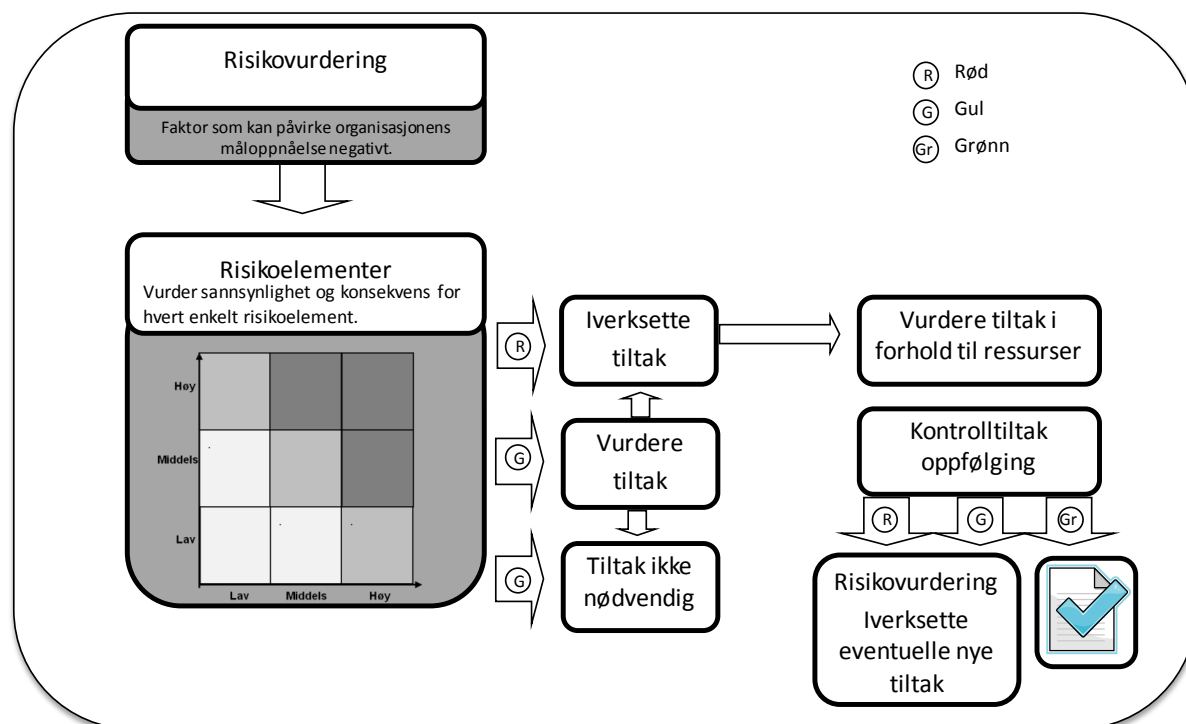 Risikovurdering
Faktor som kan påvirke organisasjonens
måloppnåelse negativt.
R Rød
G Gul
Gr Grønn
Risikoelementer
Vurder sannsynlighet og konsekvens for
hvert enkelt risikoelement.
Høy
Middels
Lav
Lav Middels Høy
R
G
G
Iverksette
tiltak
Vurdere
tiltak
Tiltak ikke
nødvendig
Vurdere tiltak i
forhold til ressurser
Kontrolltiltak
oppfølging
R G Gr
Risikovurdering
Iverksette
eventuelle nye
tiltak